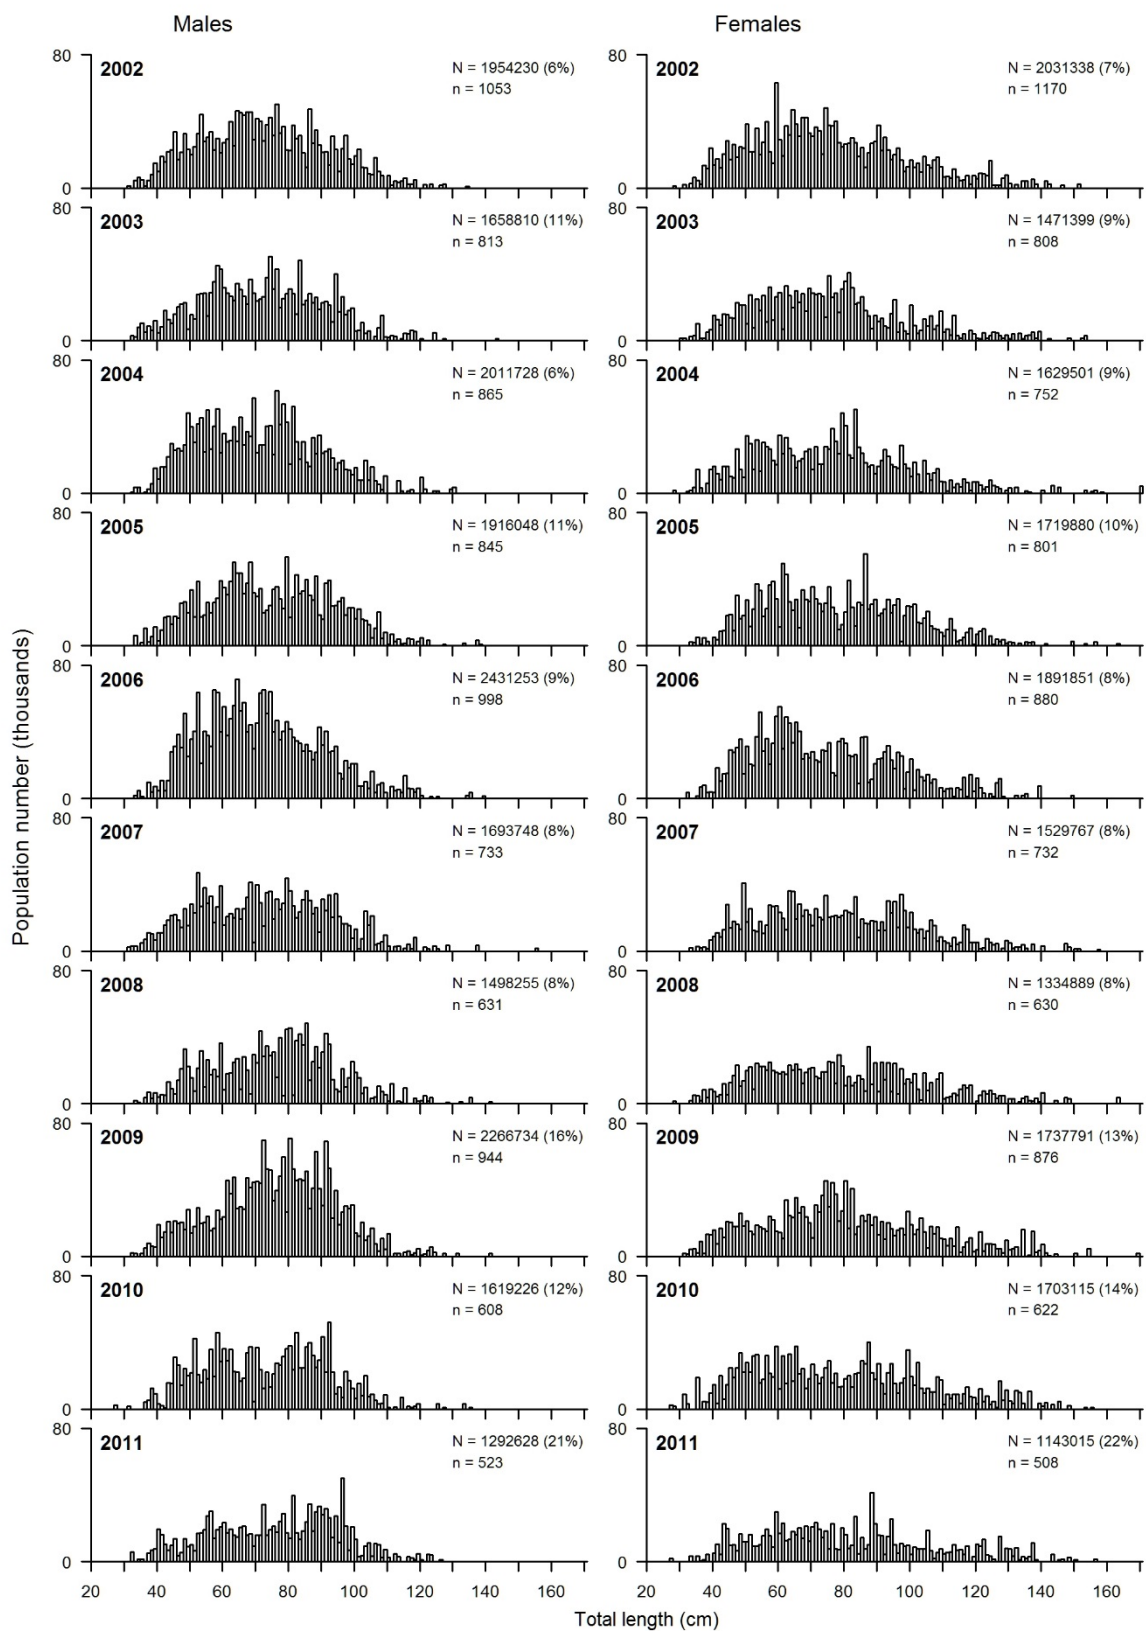 Males Females
80 2002 N = 1954230 (6%) 80 2002 N = 2031338 (7%)
n = 1053 n = 1170
0 0
80 2003 N = 1658810 (11%) 80 2003 N = 1471399 (9%)
n = 813 n = 808
0 0
80 2004 N = 2011728 (6%) 80 2004 N = 1629501 (9%)
n = 865 n = 752
0 0
80 2005 N = 1916048 (11%) 80 2005 N = 1719880 (10%)
n = 845 n = 801
0 0
80 2006 N = 2431253 (9%) 80 2006 N = 1891851 (8%)
n = 998 n = 880
0 0
80 2007 N = 1693748 (8%) 80 2007 N = 1529767 (8%)
n = 733 n = 732
0 0
80 2008 N = 1498255 (8%) 80 2008 N = 1334889 (8%)
n = 631 n = 630
0 0
80 2009 N = 2266734 (16%) 80 2009 N = 1737791 (13%)
n = 944 n = 876
0 0
80 2010 N = 1619226 (12%) 80 2010 N = 1703115 (14%)
n = 608 n = 622
0 0
80 2011 N = 1292628 (21%) 80 2011 N = 1143015 (22%)
n = 523 n = 508
0 0
20 40 60 80 100 120 140 160 20 40 60 80 100 120 140 160
Total length (cm)
Population number (thousands)